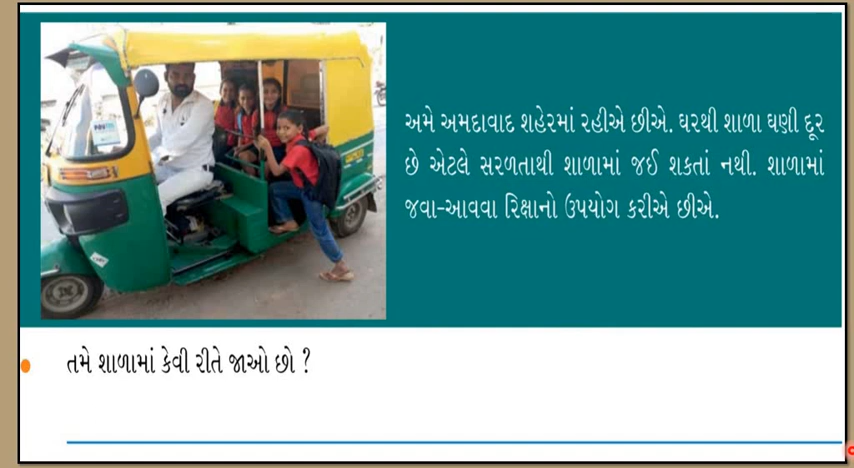 અમે અમદાવાદ શહેરમાં રહીએ છીએ. ઘરથી શાળા ઘણી દૂર
છે એટલે સરળતાથી શાળામાં જઈ શકતાં નથી. શાળામાં
જવા-આવવા રિક્ષાનો ઉપયોગ કરીએ છીએ.
તમે શાળામાં કેવી રીતે જાઓ છો ?